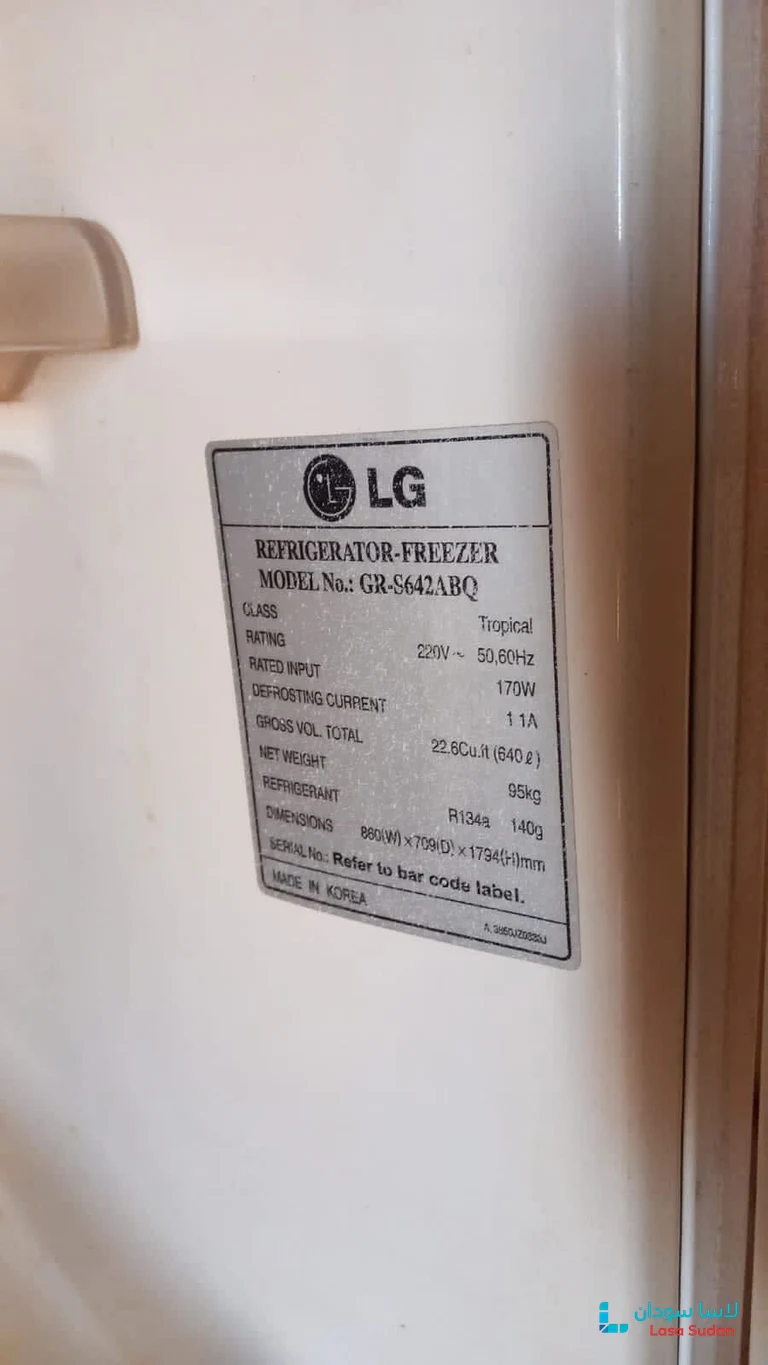 LG
REFRIGERATOR-FREEZER
MODEL No.: GR-S642ABQ
CLASS Tropical
RATING 220V ~ 50,60Hz
RATED INPUT 170W
DEFROSTING CURRENT 1.1A
GROSS VOL. TOTAL 22.6Cu.ft (640ℓ)
NET WEIGHT 95kg
REFRIGERANT R134a 140g
DIMENSIONS 860(W)×709(D)×1794(H)mm
SERIAL No.: Refer to bar code label.
MADE IN KOREA
لاسا سودان
Lasa Sudan